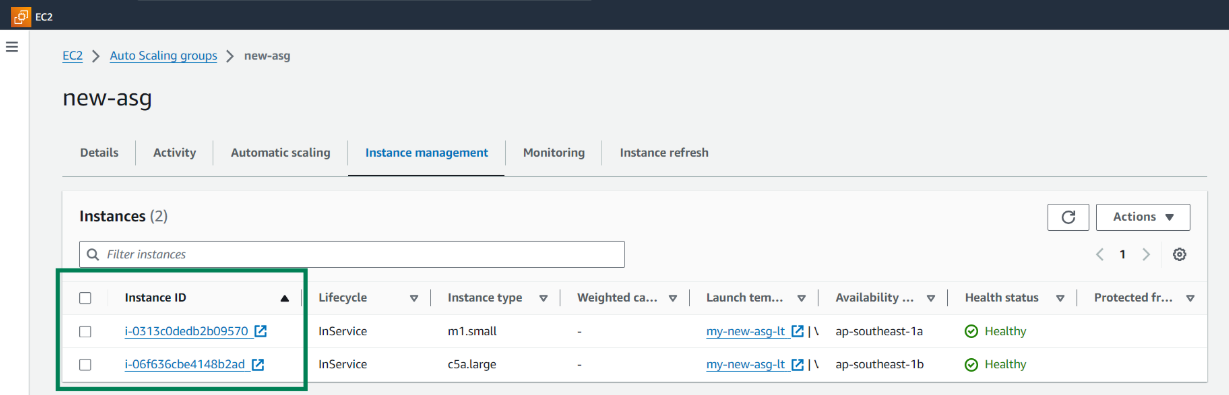 EC2
EC2 > Auto Scaling groups > new-asg
new-asg
Details Activity Automatic scaling Instance management Monitoring Instance refresh
Instances (2) Actions
Filter instances 1
Instance ID Lifecycle Instance type Weighted ca... Launch tem... Availability ... Health status Protected fr...
i-0313c0dedb2b09570 InService m1.small - my-new-asg-lt | \ ap-southeast-1a Healthy
i-06f636cbe4148b2ad InService c5a.large - my-new-asg-lt | \ ap-southeast-1b Healthy